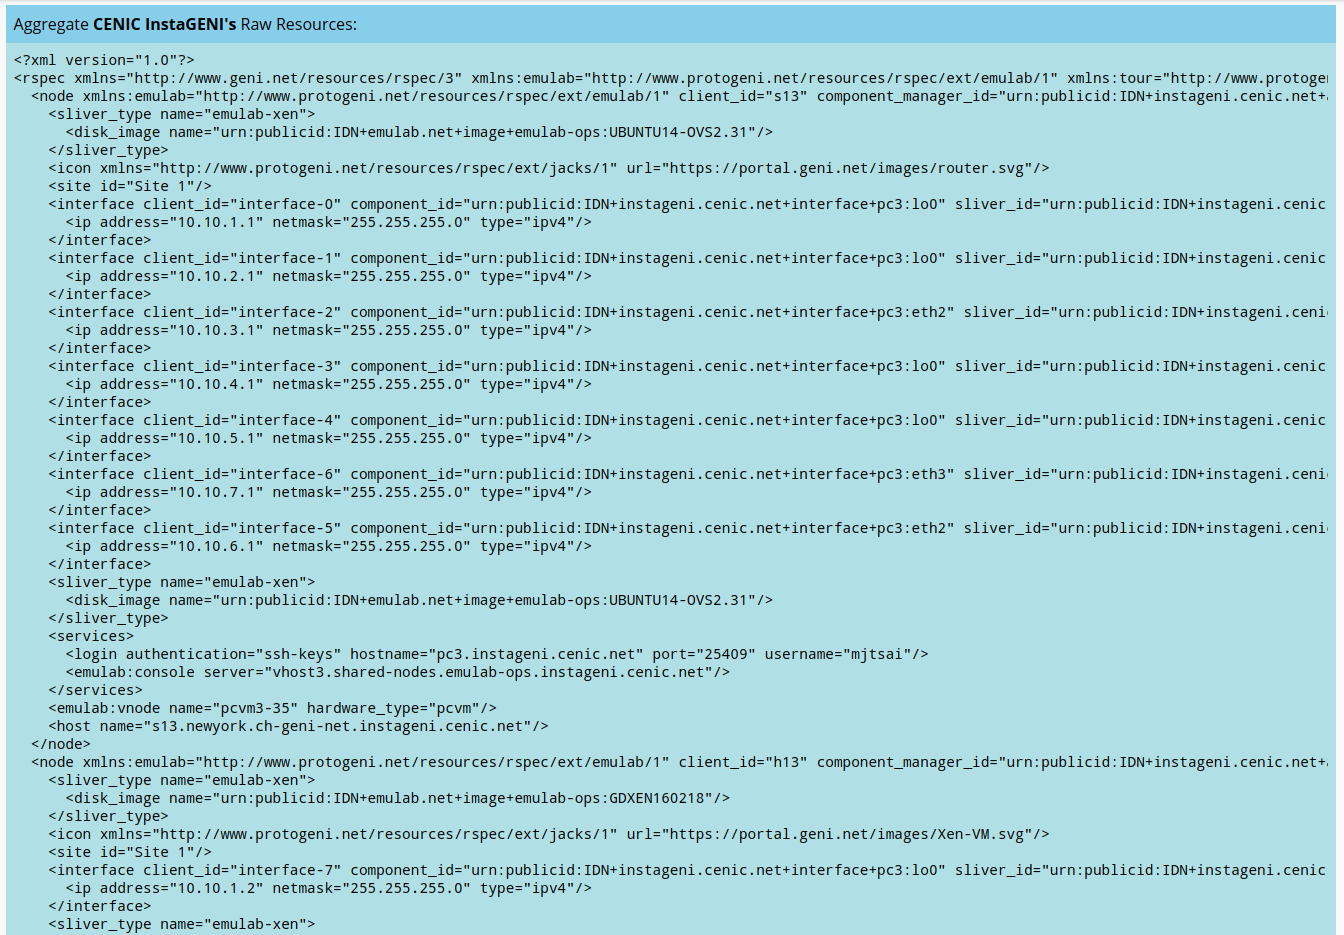 Aggregate CENIC InstaGENI's Raw Resources:
<?xml version="1.0"?>
<rspec xmlns="http://www.geni.net/resources/rspec/3" xmlns:emulab="http://www.protogeni.net/resources/rspec/ext/emulab/1" xmlns:tour="http://www.protoge
  <node xmlns:emulab="http://www.protogeni.net/resources/rspec/ext/emulab/1" client_id="s13" component_manager_id="urn:publicid:IDN+instageni.cenic.net+
    <sliver_type name="emulab-xen">
      <disk_image name="urn:publicid:IDN+emulab.net+image+emulab-ops:UBUNTU14-OVS2.31"/>
    </sliver_type>
    <icon xmlns="http://www.protogeni.net/resources/rspec/ext/jacks/1" url="https://portal.geni.net/images/router.svg"/>
    <site id="Site 1"/>
    <interface client_id="interface-0" component_id="urn:publicid:IDN+instageni.cenic.net+interface+pc3:lo0" sliver_id="urn:publicid:IDN+instageni.cenic
      <ip address="10.10.1.1" netmask="255.255.255.0" type="ipv4"/>
    </interface>
    <interface client_id="interface-1" component_id="urn:publicid:IDN+instageni.cenic.net+interface+pc3:lo0" sliver_id="urn:publicid:IDN+instageni.cenic
      <ip address="10.10.2.1" netmask="255.255.255.0" type="ipv4"/>
    </interface>
    <interface client_id="interface-2" component_id="urn:publicid:IDN+instageni.cenic.net+interface+pc3:eth2" sliver_id="urn:publicid:IDN+instageni.ceni
      <ip address="10.10.3.1" netmask="255.255.255.0" type="ipv4"/>
    </interface>
    <interface client_id="interface-3" component_id="urn:publicid:IDN+instageni.cenic.net+interface+pc3:lo0" sliver_id="urn:publicid:IDN+instageni.cenic
      <ip address="10.10.4.1" netmask="255.255.255.0" type="ipv4"/>
    </interface>
    <interface client_id="interface-4" component_id="urn:publicid:IDN+instageni.cenic.net+interface+pc3:lo0" sliver_id="urn:publicid:IDN+instageni.cenic
      <ip address="10.10.5.1" netmask="255.255.255.0" type="ipv4"/>
    </interface>
    <interface client_id="interface-6" component_id="urn:publicid:IDN+instageni.cenic.net+interface+pc3:eth3" sliver_id="urn:publicid:IDN+instageni.ceni
      <ip address="10.10.7.1" netmask="255.255.255.0" type="ipv4"/>
    </interface>
    <interface client_id="interface-5" component_id="urn:publicid:IDN+instageni.cenic.net+interface+pc3:eth2" sliver_id="urn:publicid:IDN+instageni.ceni
      <ip address="10.10.6.1" netmask="255.255.255.0" type="ipv4"/>
    </interface>
    <sliver_type name="emulab-xen">
      <disk_image name="urn:publicid:IDN+emulab.net+image+emulab-ops:UBUNTU14-OVS2.31"/>
    </sliver_type>
    <services>
      <login authentication="ssh-keys" hostname="pc3.instageni.cenic.net" port="25409" username="mjtsai"/>
      <emulab:console server="vhost3.shared-nodes.emulab-ops.instageni.cenic.net"/>
    </services>
    <emulab:vnode name="pcvm3-35" hardware_type="pcvm"/>
    <host name="s13.newyork.ch-geni-net.instageni.cenic.net"/>
  </node>
  <node xmlns:emulab="http://www.protogeni.net/resources/rspec/ext/emulab/1" client_id="h13" component_manager_id="urn:publicid:IDN+instageni.cenic.net+
    <sliver_type name="emulab-xen">
      <disk_image name="urn:publicid:IDN+emulab.net+image+emulab-ops:GDXEN160218"/>
    </sliver_type>
    <icon xmlns="http://www.protogeni.net/resources/rspec/ext/jacks/1" url="https://portal.geni.net/images/Xen-VM.svg"/>
    <site id="Site 1"/>
    <interface client_id="interface-7" component_id="urn:publicid:IDN+instageni.cenic.net+interface+pc3:lo0" sliver_id="urn:publicid:IDN+instageni.cenic
      <ip address="10.10.1.2" netmask="255.255.255.0" type="ipv4"/>
    </interface>
    <sliver_type name="emulab-xen">